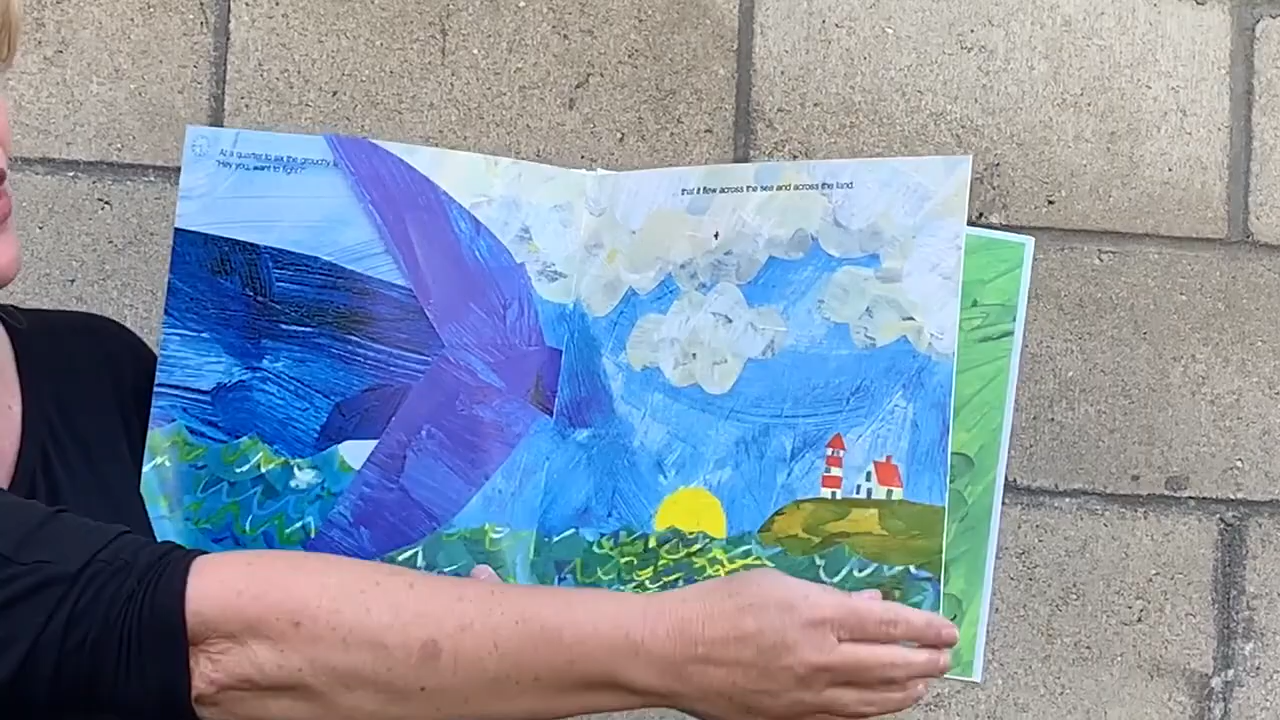 At a quarter to six the grouchy
"Hey you, want to fight?"
that it flew across the sea and across the land.